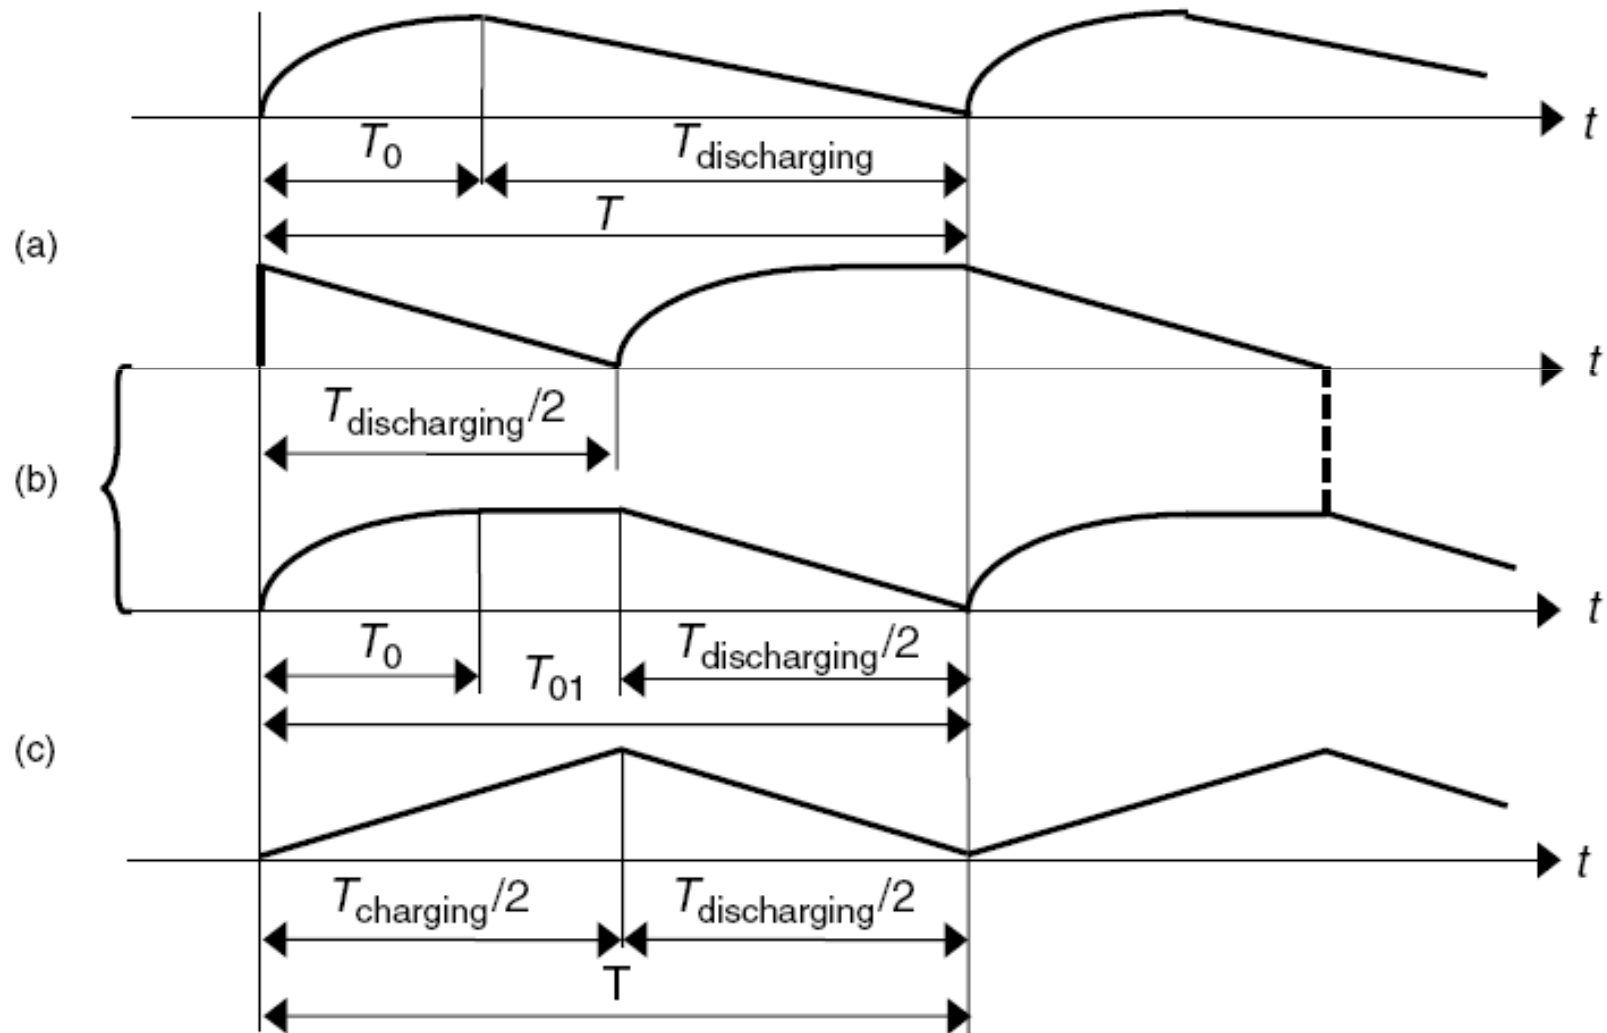 t
T0 Tdischarging
T
(a)
t
Tdischarging/2
(b)
t
T0 T01 Tdischarging/2
(c)
t
Tcharging/2 Tdischarging/2
T